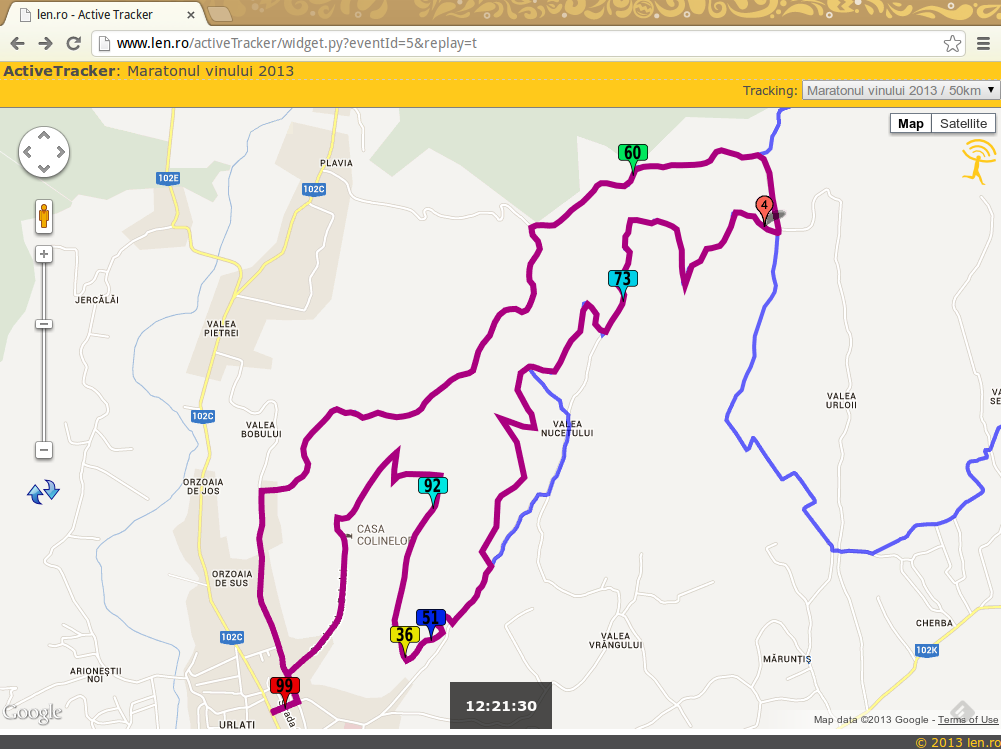 len.ro - Active Tracker
www.len.ro/activeTracker/widget.py?eventId=5&replay=t
ActiveTracker: Maratonul vinului 2013
Tracking: Maratonul vinului 2013 / 50km
Map Satellite
60
PLAVIA
102E
102C
4
73
JERCĂLĂI
VALEA
PIETREI
VALEA
URLOII
102C
VALEA
BOBULUI
VALEA
NUCETULUI
ORZOAIA
DE JOS
92
CASA
COLINELOR
ORZOAIA
DE SUS
51
36
CHERBA
102C
VALEA
VRÂNGULUI
102K
MĂRUNȚIȘ
ARIONEȘTII
NOI
99
12:21:30
Google
URLATI
Map data ©2013 Google - Terms of Use
© 2013 len.ro